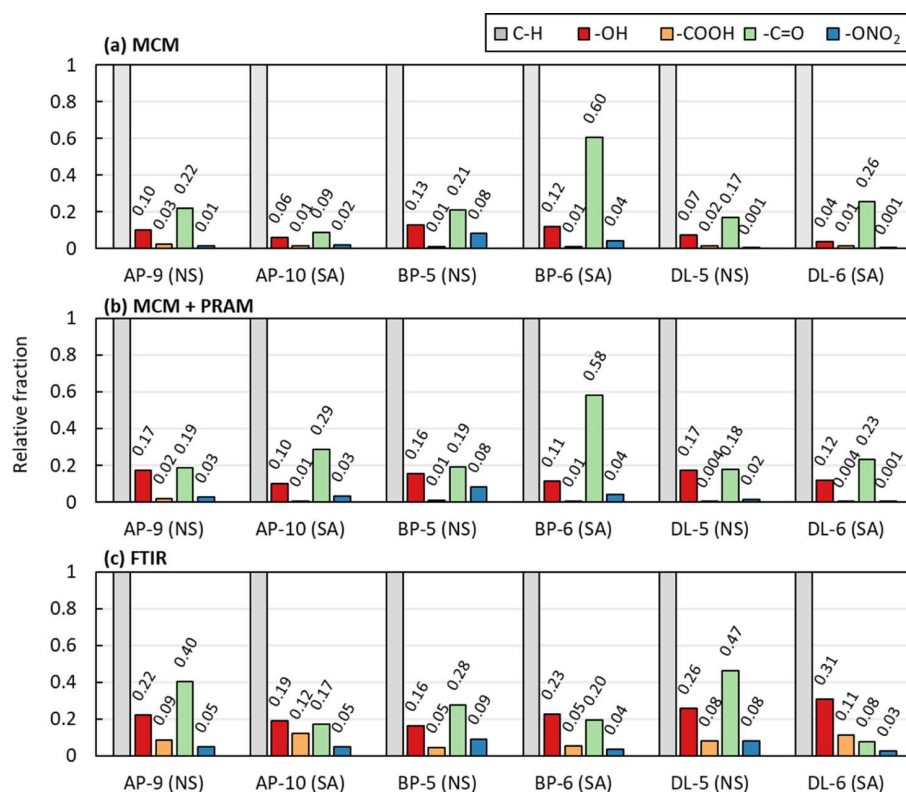 C-H -OH -COOH -C=O -ONO2
(a) MCM
1
0.8
0.6
0.4
0.2
0
0.10 0.03 0.22 0.01
0.06 0.01 0.09 0.02
0.13 0.01 0.21 0.08
0.12 0.01 0.60 0.04
0.07 0.02 0.17 0.001
0.04 0.01 0.26 0.001
AP-9 (NS) AP-10 (SA) BP-5 (NS) BP-6 (SA) DL-5 (NS) DL-6 (SA)
Relative fraction
(b) MCM + PRAM
1
0.8
0.6
0.4
0.2
0
0.17 0.02 0.19 0.03
0.10 0.01 0.29 0.03
0.16 0.01 0.19 0.08
0.11 0.01 0.58 0.04
0.17 0.004 0.18 0.02
0.12 0.004 0.23 0.001
AP-9 (NS) AP-10 (SA) BP-5 (NS) BP-6 (SA) DL-5 (NS) DL-6 (SA)
(c) FTIR
1
0.8
0.6
0.4
0.2
0
0.22 0.09 0.40 0.05
0.19 0.12 0.17 0.05
0.16 0.05 0.28 0.09
0.23 0.05 0.20 0.04
0.26 0.08 0.47 0.08
0.31 0.11 0.08 0.03
AP-9 (NS) AP-10 (SA) BP-5 (NS) BP-6 (SA) DL-5 (NS) DL-6 (SA)